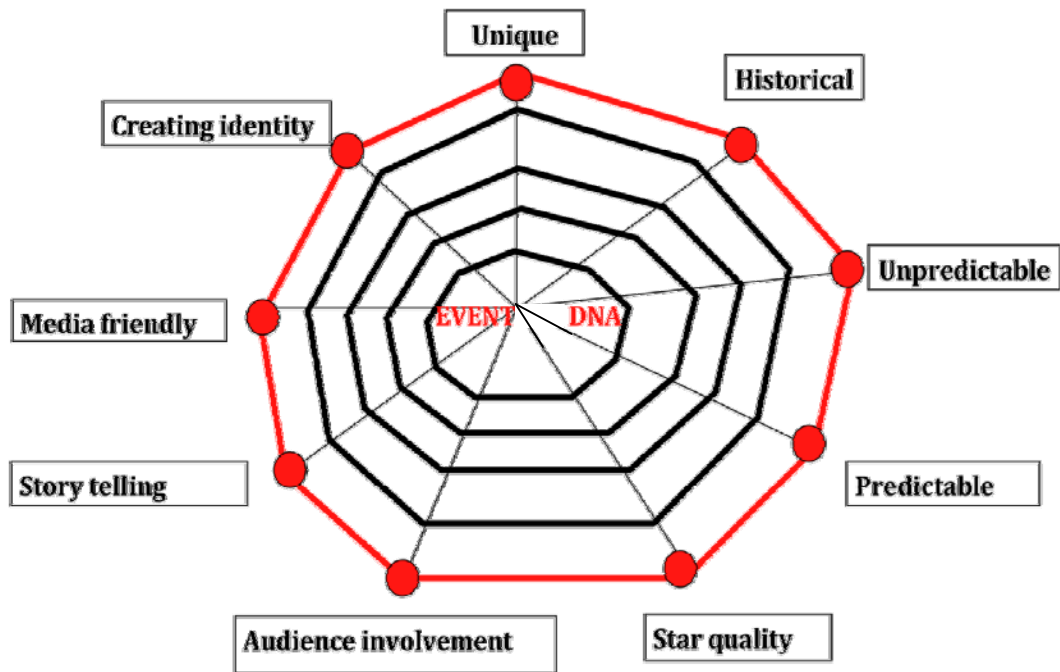 Unique
Historical
Creating identity
Unpredictable
EVENT DNA
Media friendly
Story telling
Predictable
Audience involvement
Star quality